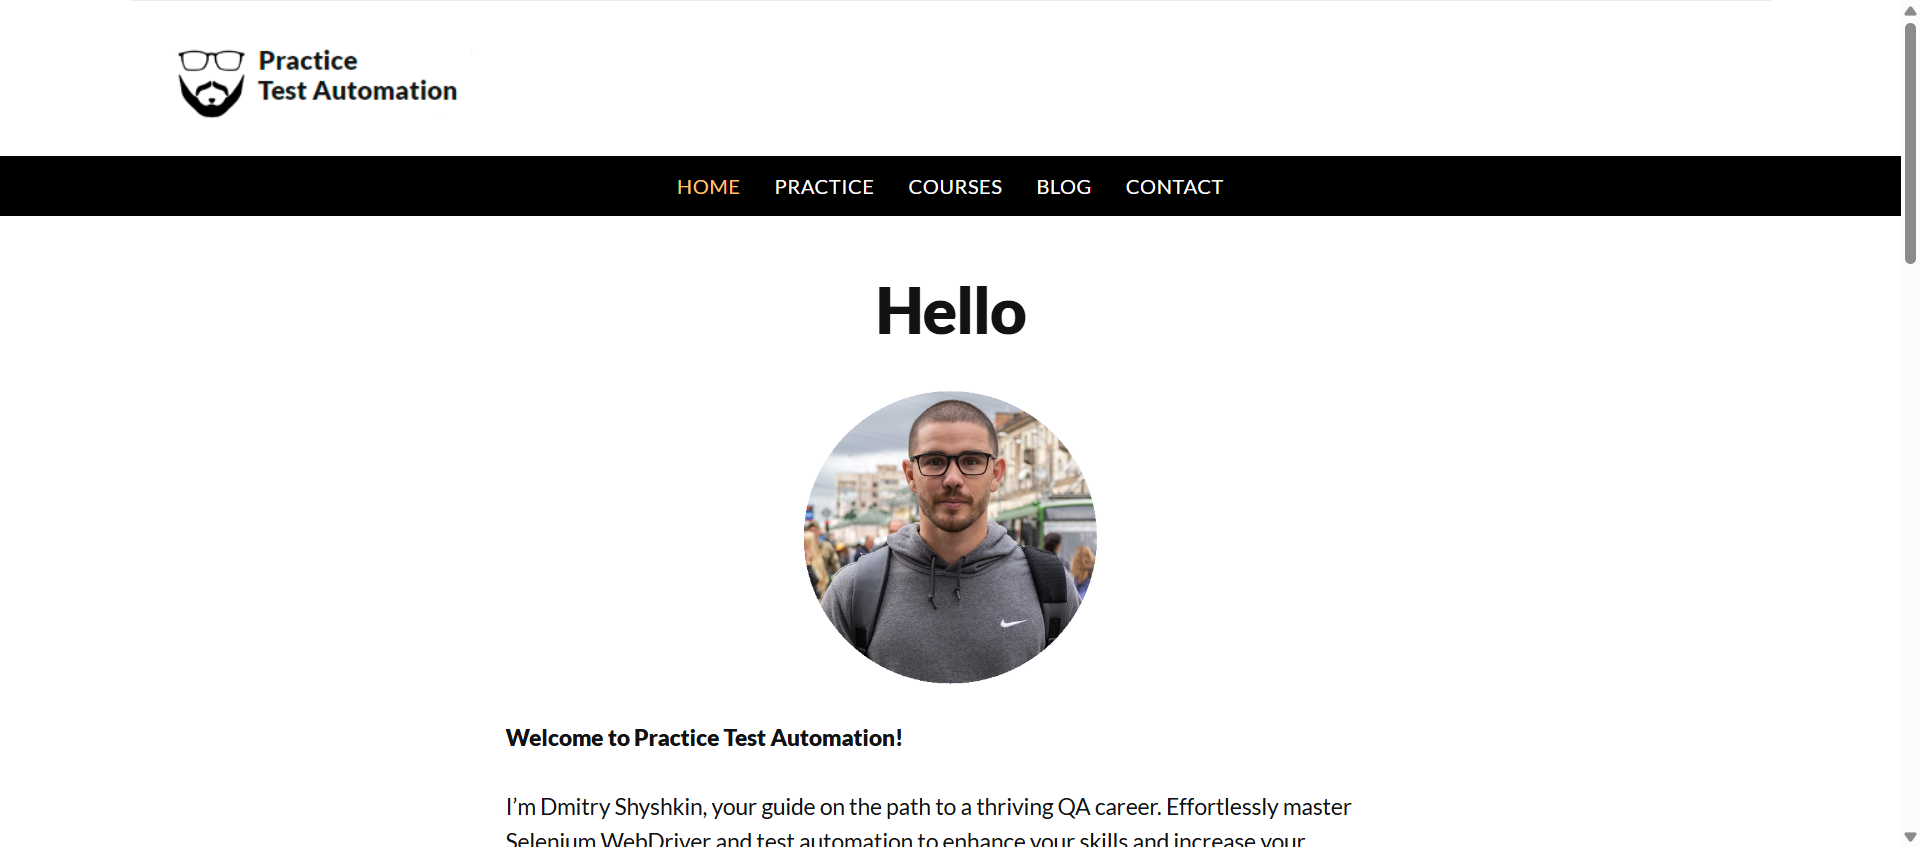 Practice
Test Automation
HOME PRACTICE COURSES BLOG CONTACT
Hello
Welcome to Practice Test Automation!
I’m Dmitry Shyshkin, your guide on the path to a thriving QA career. Effortlessly master
Selenium WebDriver and test automation to enhance your skills and increase your